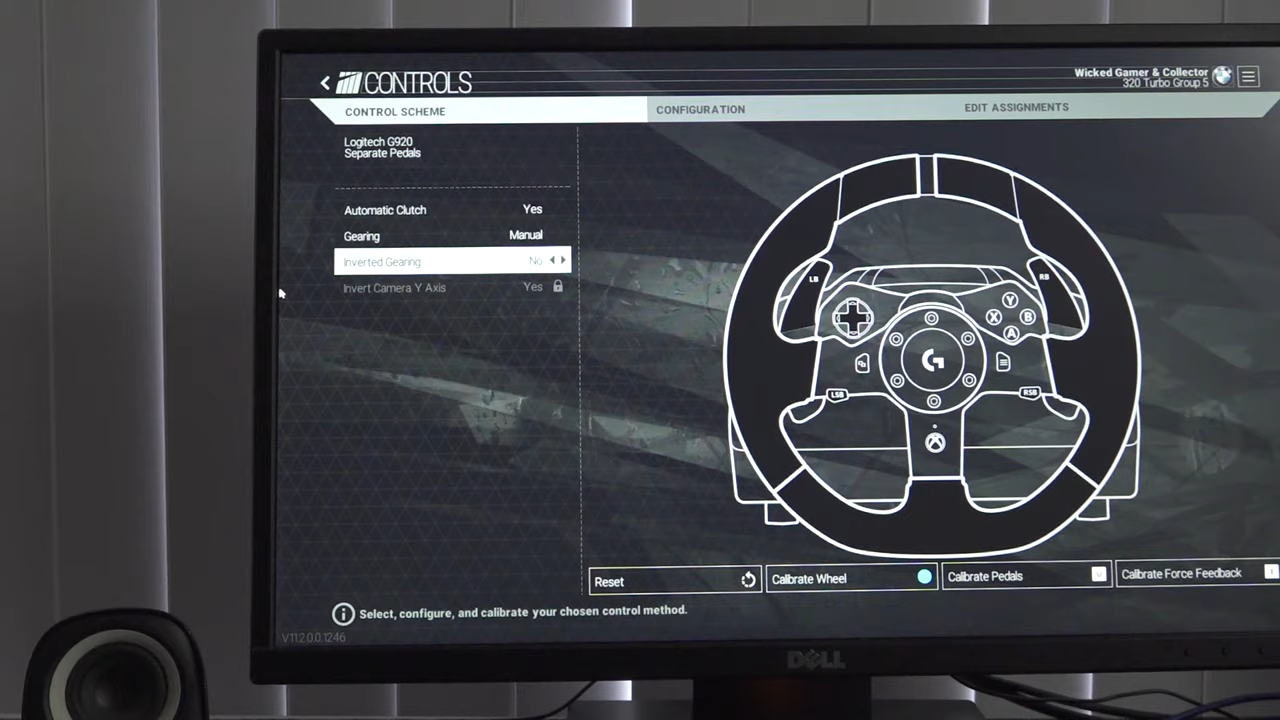 CONTROLS
Wicked Gamer & Collector
320 Turbo Group 5
CONTROL SCHEME
CONFIGURATION
EDIT ASSIGNMENTS
Logitech G920
Separate Pedals
Automatic Clutch Yes
Gearing Manual
Inverted Gearing No
Invert Camera Y Axis Yes
LB
RB
Y
X
B
A
LSB
RSB
Reset
Calibrate Wheel
Calibrate Pedals
Calibrate Force Feedback
Select, configure, and calibrate your chosen control method.
V11.2.0.0.1246
DELL